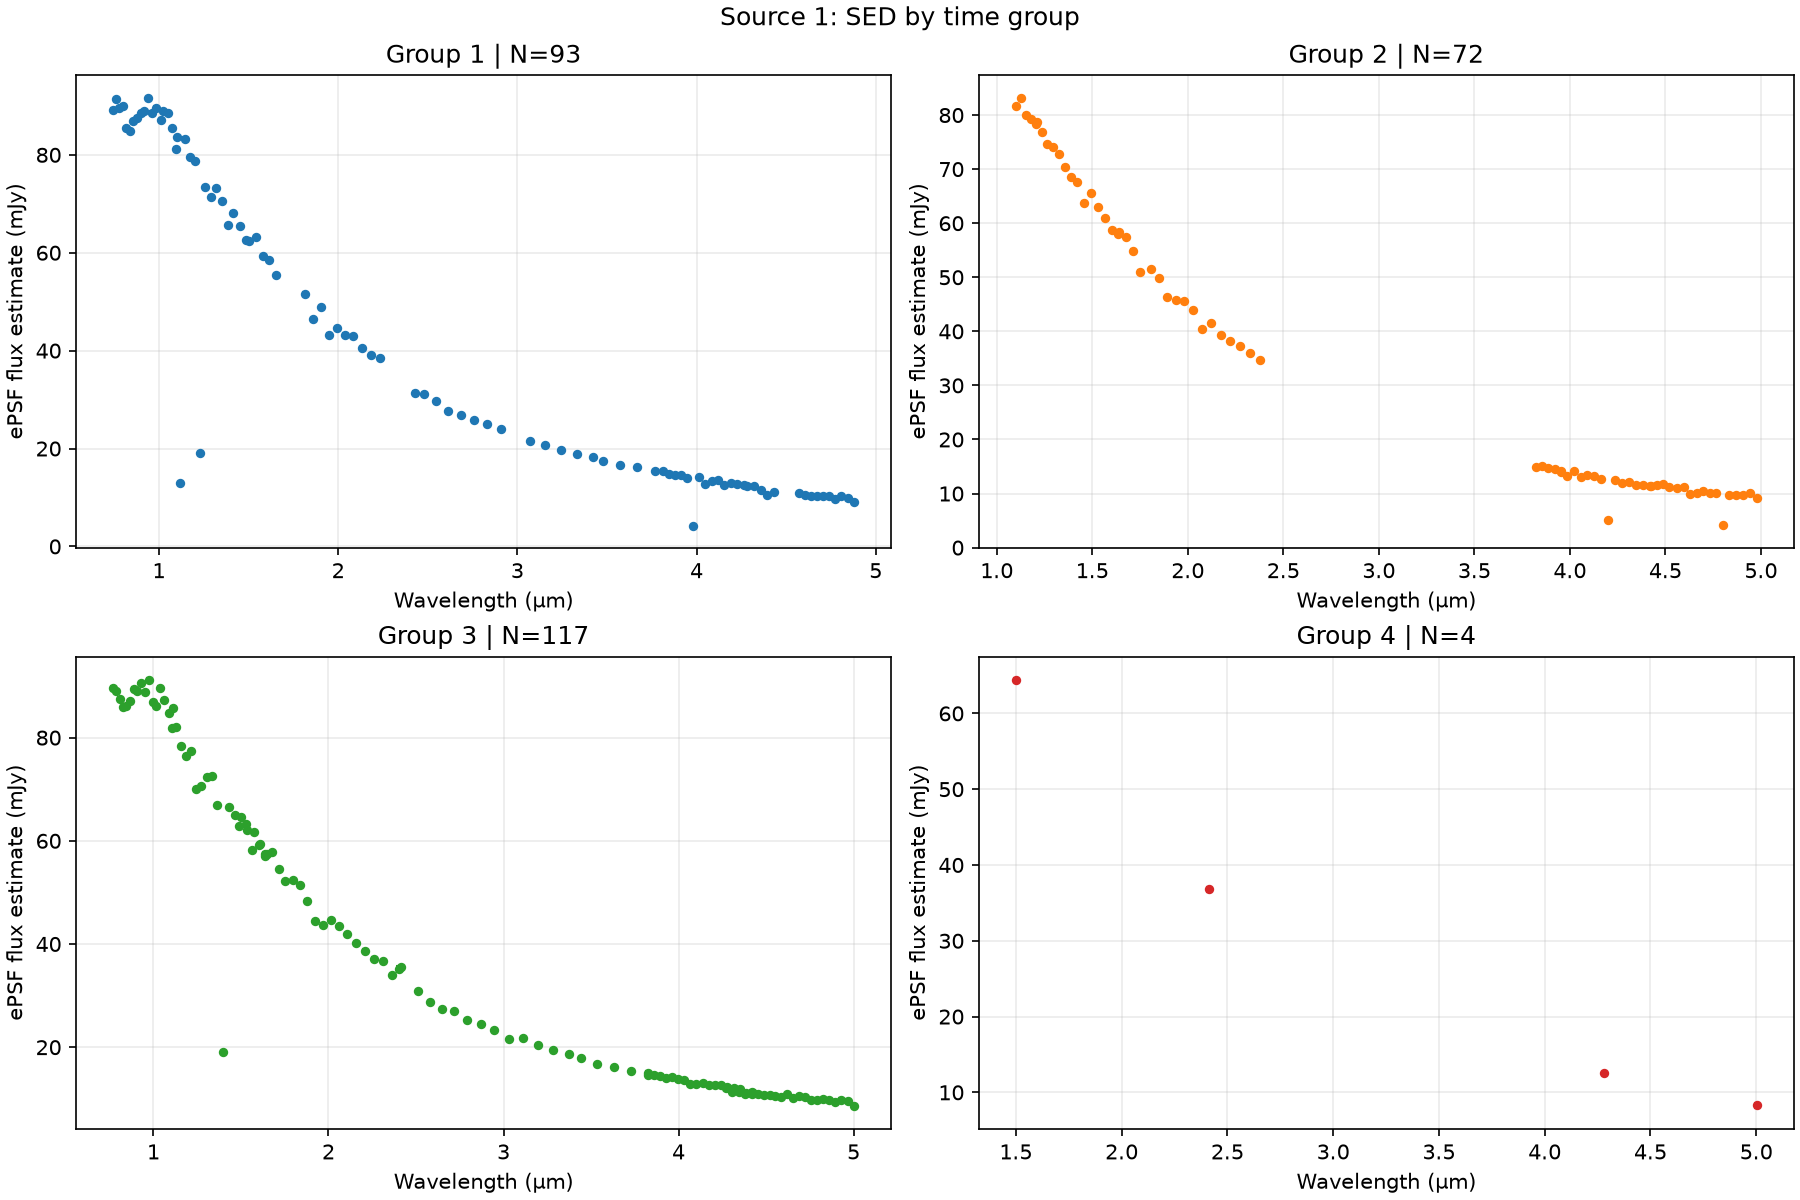 Source 1: SED by time group
Group 1 | N=93
ePSF flux estimate (mJy)
80
60
40
20
0
1 2 3 4 5
Wavelength (µm)
Group 2 | N=72
ePSF flux estimate (mJy)
80
70
60
50
40
30
20
10
0
1.0 1.5 2.0 2.5 3.0 3.5 4.0 4.5 5.0
Wavelength (µm)
Group 3 | N=117
ePSF flux estimate (mJy)
80
60
40
20
1 2 3 4 5
Wavelength (µm)
Group 4 | N=4
ePSF flux estimate (mJy)
60
50
40
30
20
10
1.5 2.0 2.5 3.0 3.5 4.0 4.5 5.0
Wavelength (µm)